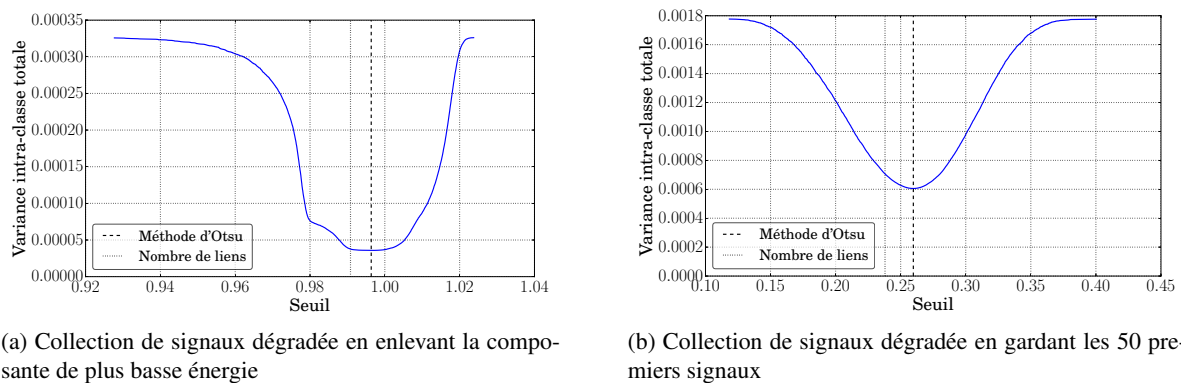 0.00035
0.00030
0.00025
0.00020
0.00015
0.00010
0.00005
0.00000
0.92 0.94 0.96 0.98 1.00 1.02 1.04
Variance intra-classe totale
Seuil
Méthode d'Otsu
Nombre de liens
(a) Collection de signaux dégradée en enlevant la compo-
sante de plus basse énergie
0.0018
0.0016
0.0014
0.0012
0.0010
0.0008
0.0006
0.0004
0.0002
0.0000
0.10 0.15 0.20 0.25 0.30 0.35 0.40 0.45
Variance intra-classe totale
Seuil
Méthode d'Otsu
Nombre de liens
(b) Collection de signaux dégradée en gardant les 50 pre-
miers signaux